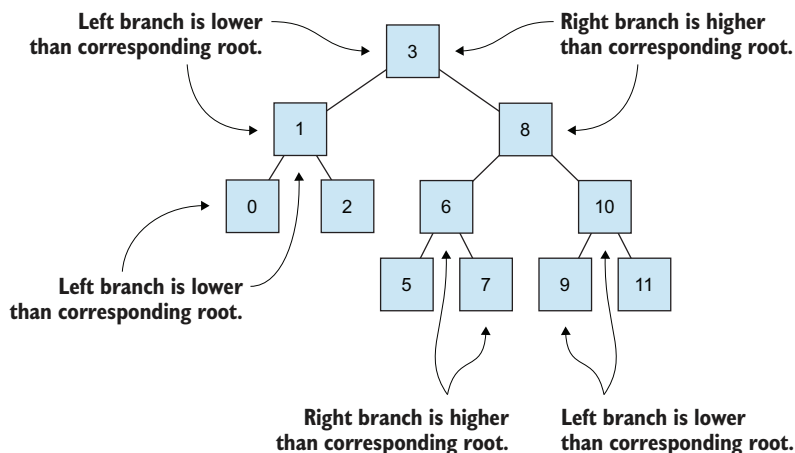 Left branch is lower
than corresponding root.
Right branch is higher
than corresponding root.
3
1
8
0
2
6
10
5
7
9
11
Left branch is lower
than corresponding root.
Right branch is higher
than corresponding root.
Left branch is lower
than corresponding root.